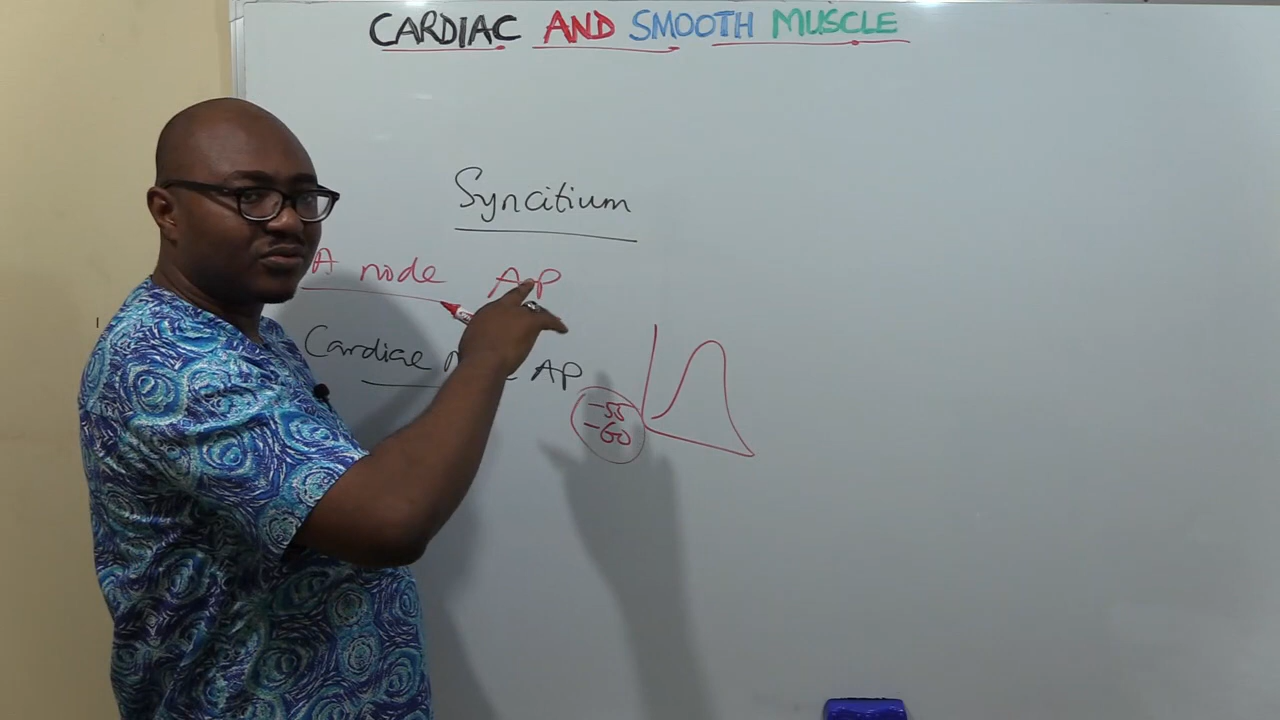 CARDIAC AND SMOOTH MUSCLE
Syncitium
A node AP
Cardiac AP
-55
-60